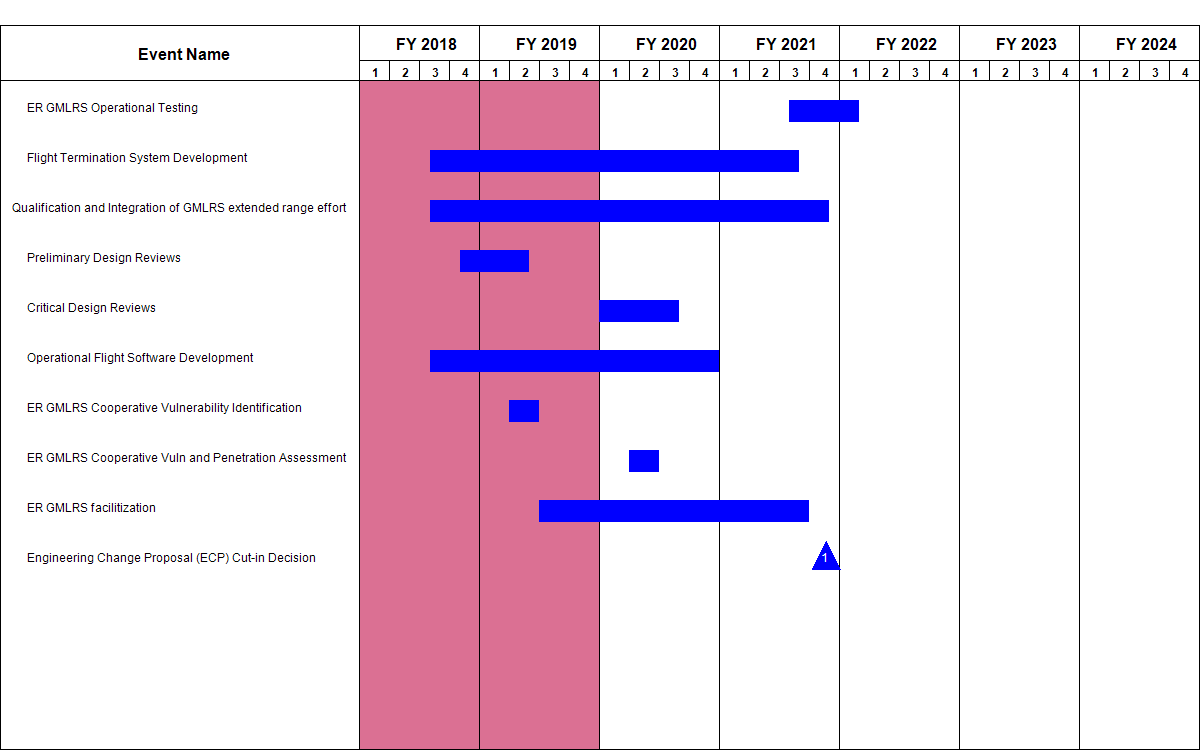 Event Name
FY 2018 FY 2019 FY 2020 FY 2021 FY 2022 FY 2023 FY 2024
1 2 3 4 1 2 3 4 1 2 3 4 1 2 3 4 1 2 3 4 1 2 3 4 1 2 3 4
ER GMLRS Operational Testing
Flight Termination System Development
Qualification and Integration of GMLRS extended range effort
Preliminary Design Reviews
Critical Design Reviews
Operational Flight Software Development
ER GMLRS Cooperative Vulnerability Identification
ER GMLRS Cooperative Vuln and Penetration Assessment
ER GMLRS facilitization
Engineering Change Proposal (ECP) Cut-in Decision 1